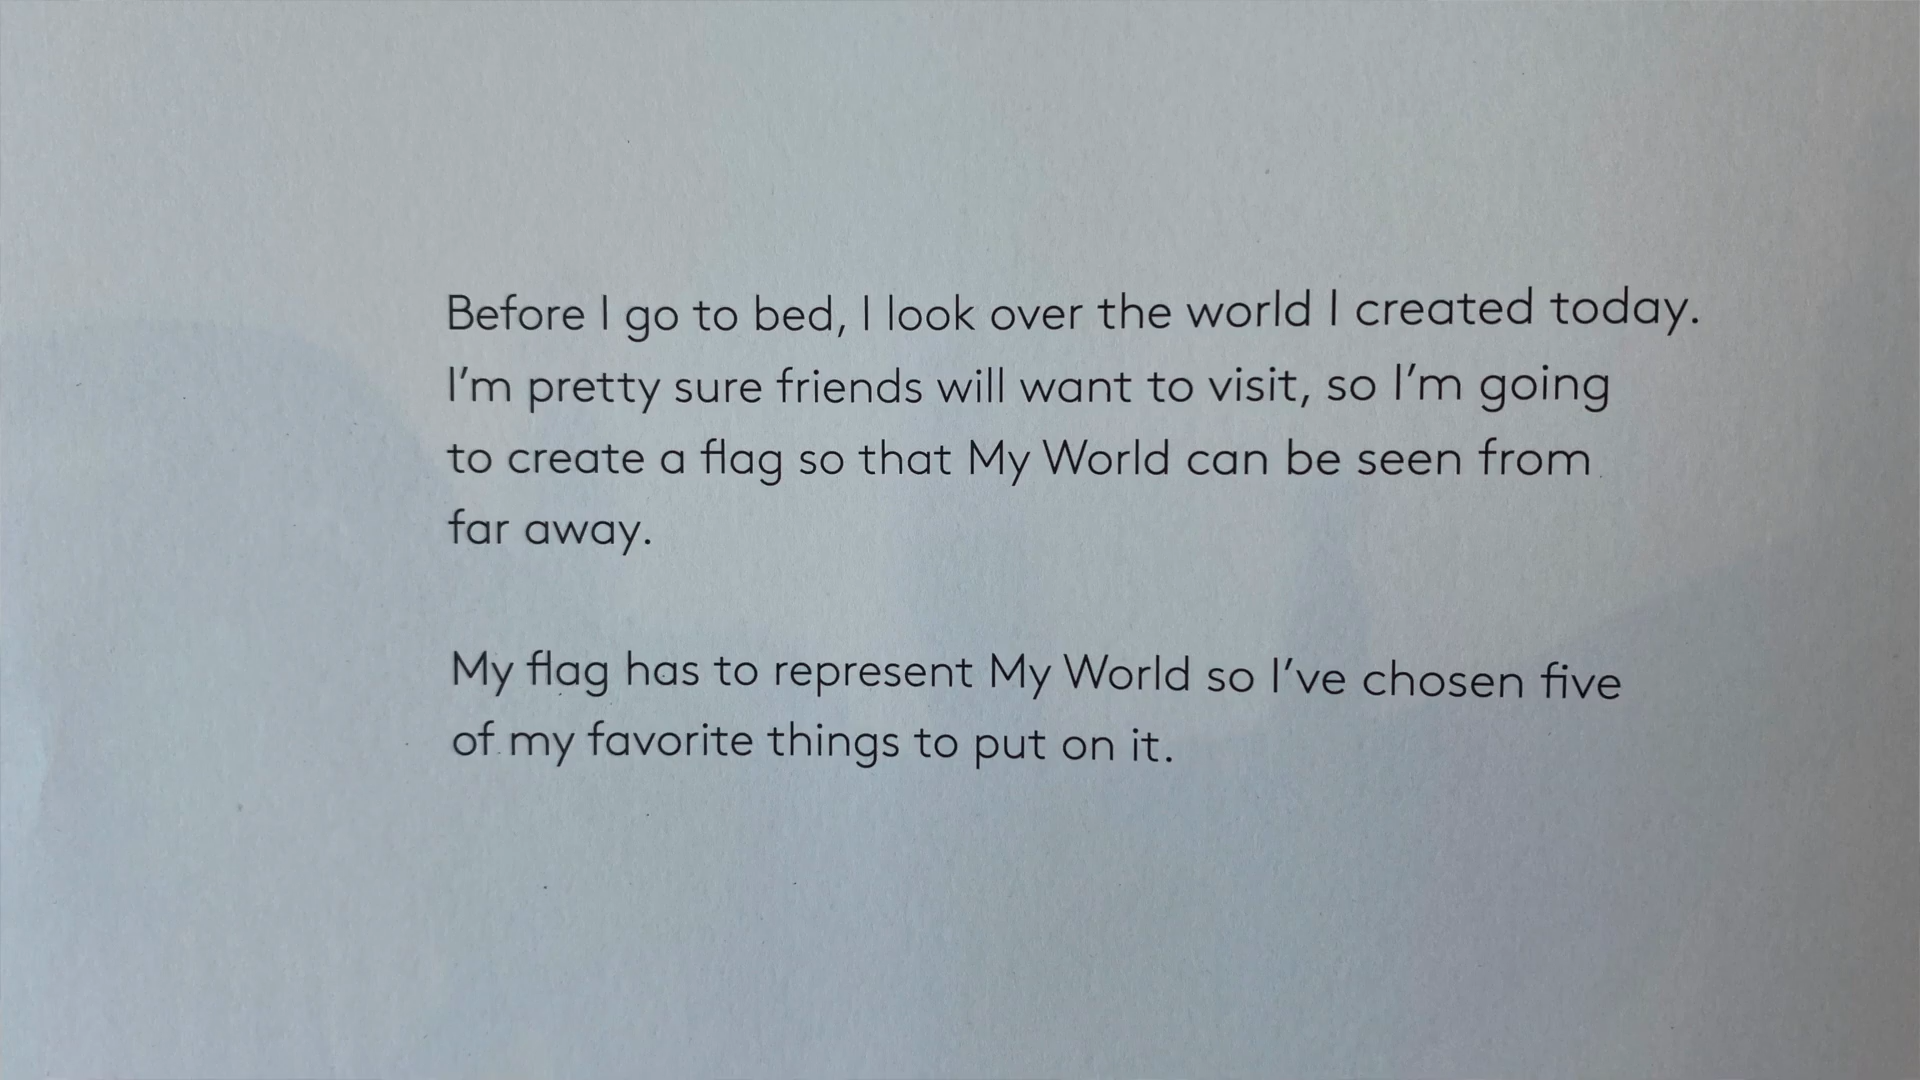 Before I go to bed, I look over the world I created today.
I’m pretty sure friends will want to visit, so I’m going
to create a flag so that My World can be seen from
far away.
My flag has to represent My World so I’ve chosen five
of my favorite things to put on it.